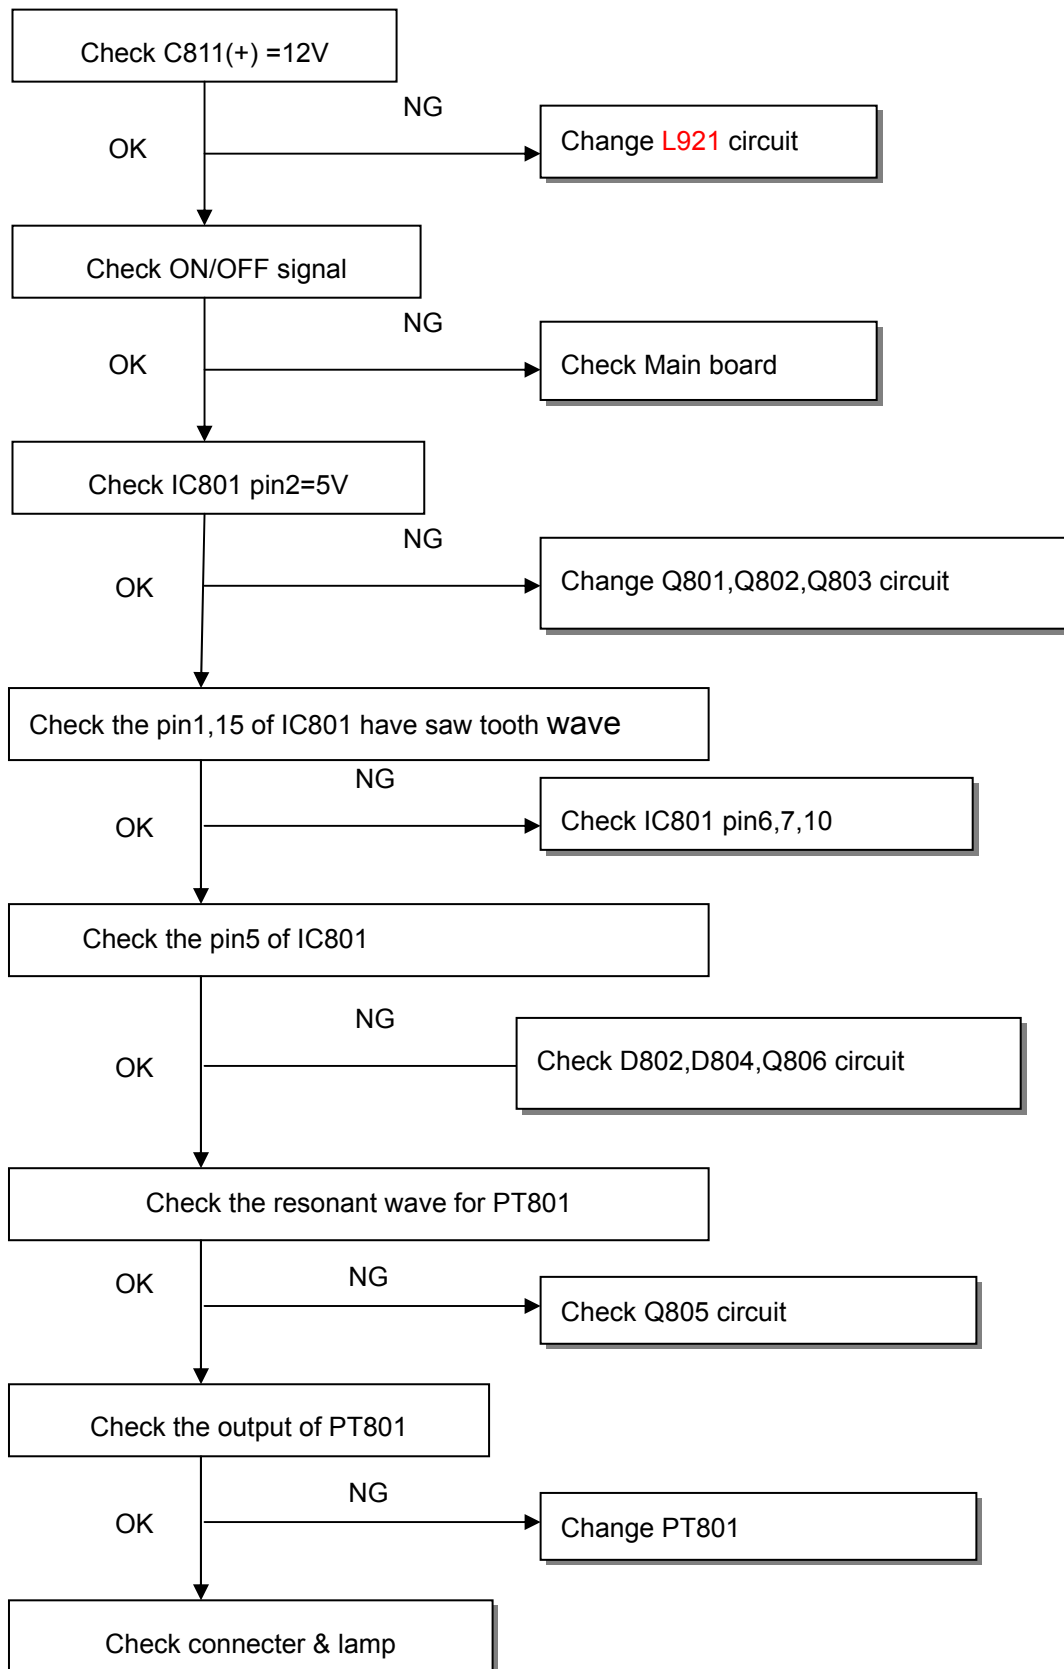 Check C811(+) =12V
NG
OK
Change L921 circuit
Check ON/OFF signal
NG
OK
Check Main board
Check IC801 pin2=5V
NG
OK
Change Q801,Q802,Q803 circuit
Check the pin1,15 of IC801 have saw tooth wave
NG
OK
Check IC801 pin6,7,10
Check the pin5 of IC801
NG
OK
Check D802,D804,Q806 circuit
Check the resonant wave for PT801
OK
NG
Check Q805 circuit
Check the output of PT801
NG
OK
Change PT801
Check connecter & lamp